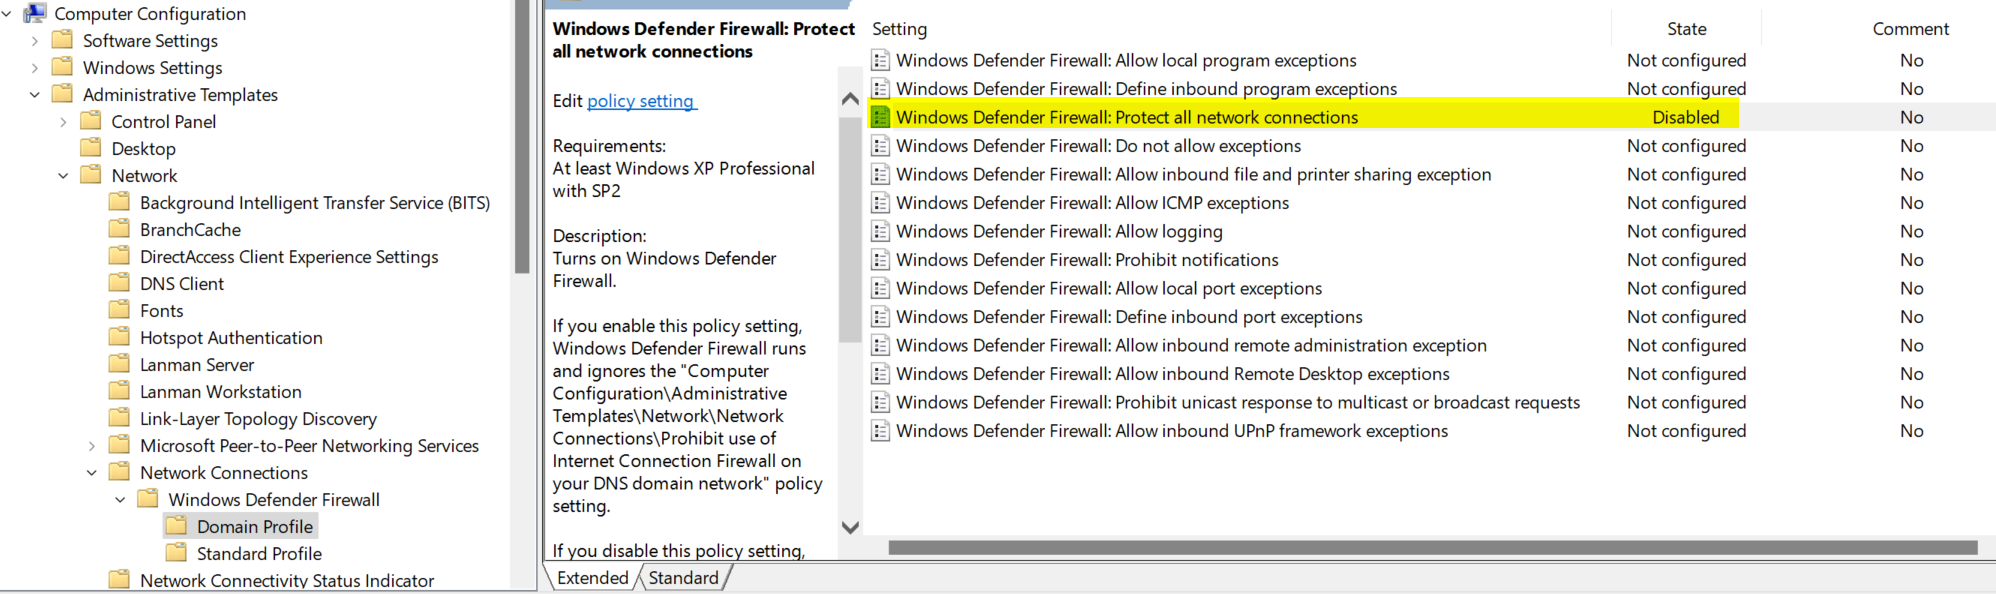 Computer Configuration
Software Settings
Windows Settings
Administrative Templates
Control Panel
Desktop
Network
Background Intelligent Transfer Service (BITS)
BranchCache
DirectAccess Client Experience Settings
DNS Client
Fonts
Hotspot Authentication
Lanman Server
Lanman Workstation
Link-Layer Topology Discovery
Microsoft Peer-to-Peer Networking Services
Network Connections
Windows Defender Firewall
Domain Profile
Standard Profile
Network Connectivity Status Indicator
Windows Defender Firewall: Protect
all network connections
Edit policy setting
Requirements:
At least Windows XP Professional
with SP2
Description:
Turns on Windows Defender
Firewall.
If you enable this policy setting,
Windows Defender Firewall runs
and ignores the "Computer
Configuration\Administrative
Templates\Network\Network
Connections\Prohibit use of
Internet Connection Firewall on
your DNS domain network" policy
setting.
If you disable this policy setting,
Extended Standard
Setting State Comment
Windows Defender Firewall: Allow local program exceptions Not configured No
Windows Defender Firewall: Define inbound program exceptions Not configured No
Windows Defender Firewall: Protect all network connections Disabled No
Windows Defender Firewall: Do not allow exceptions Not configured No
Windows Defender Firewall: Allow inbound file and printer sharing exception Not configured No
Windows Defender Firewall: Allow ICMP exceptions Not configured No
Windows Defender Firewall: Allow logging Not configured No
Windows Defender Firewall: Prohibit notifications Not configured No
Windows Defender Firewall: Allow local port exceptions Not configured No
Windows Defender Firewall: Define inbound port exceptions Not configured No
Windows Defender Firewall: Allow inbound remote administration exception Not configured No
Windows Defender Firewall: Allow inbound Remote Desktop exceptions Not configured No
Windows Defender Firewall: Prohibit unicast response to multicast or broadcast requests Not configured No
Windows Defender Firewall: Allow inbound UPnP framework exceptions Not configured No